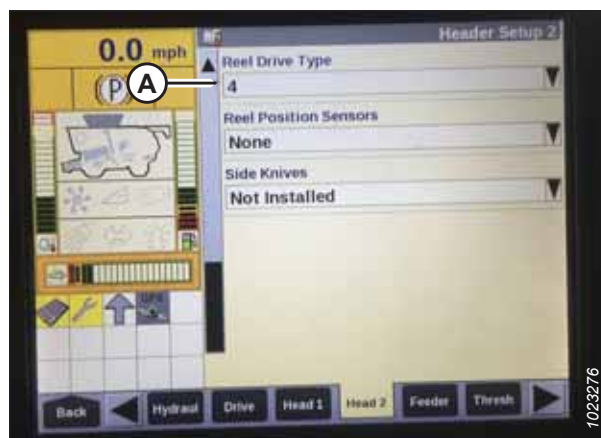 Header Setup 2
0.0 mph
Reel Drive Type
(P)
A
4
Reel Position Sensors
None
Side Knives
Not Installed
GPS
Back
Hydraul
Drive
Head 1
Head 2
Feeder
Thresh
1023276